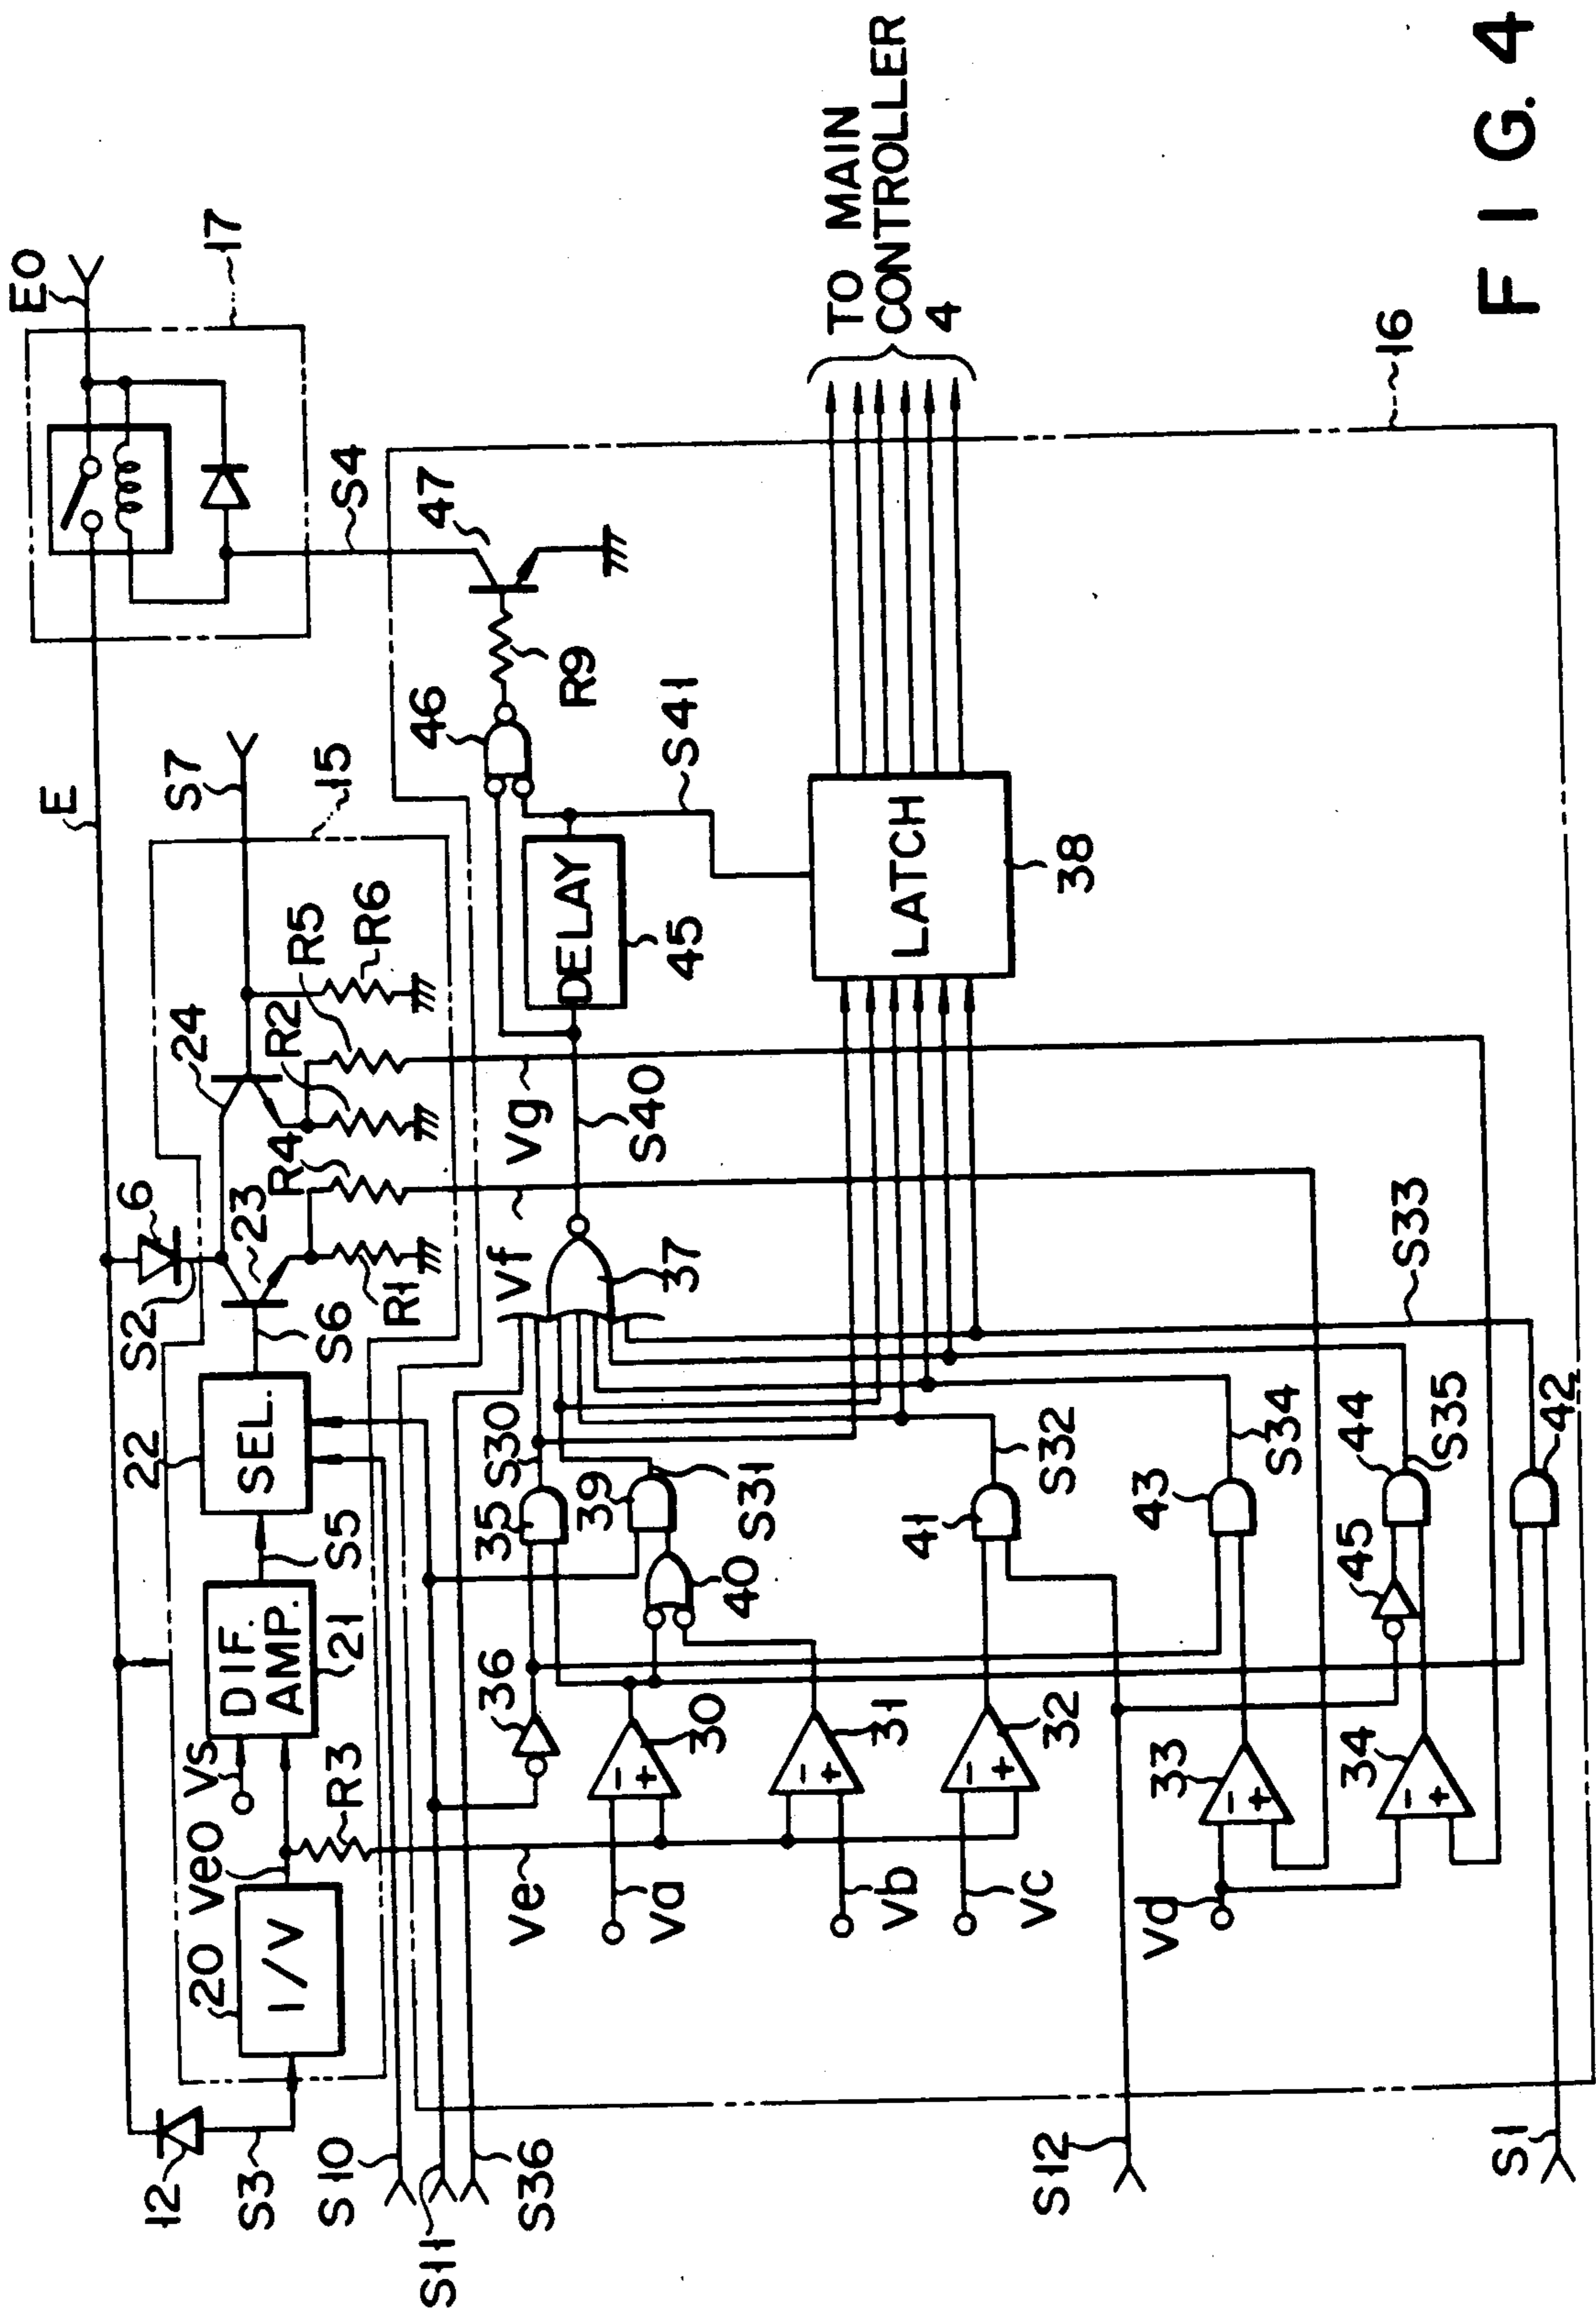 E0
17
E
S7
15
S2
6
24
R5
R2
R6
S4
47
22
SEL.
S6
23
R4
R1
Vf
Vg
46
R9
20
I/V
Ve0
Vs
DIF.
AMP.
21
S5
R3
12
S3
S10
S11
S36
DELAY
45
S40
S41
37
LATCH
38
TO MAIN
CONTROLLER
4
36
35
S30
39
S31
40
Ve
Va
−
+
30
Vb
−
+
31
Vc
−
+
32
41
S32
S12
Vd
−
+
33
43
S34
−
+
34
45
44
S35
42
S33
S1
16
FIG. 4